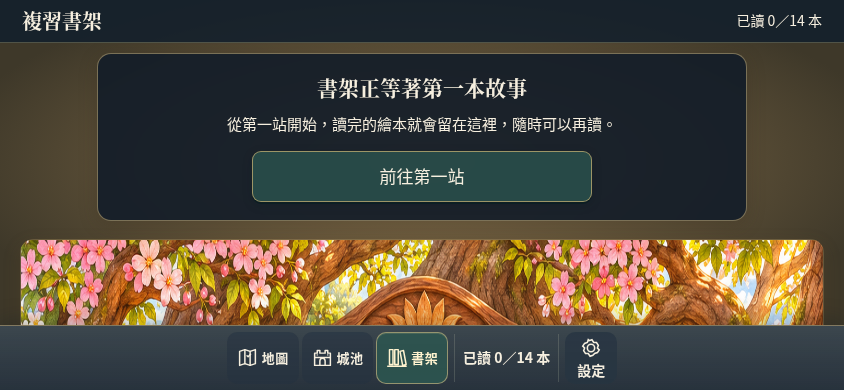 複習書架
已讀 0／14 本
書架正等著第一本故事
從第一站開始，讀完的繪本就會留在這裡，隨時可以再讀。
前往第一站
地圖
城池
書架
已讀 0／14 本
設定